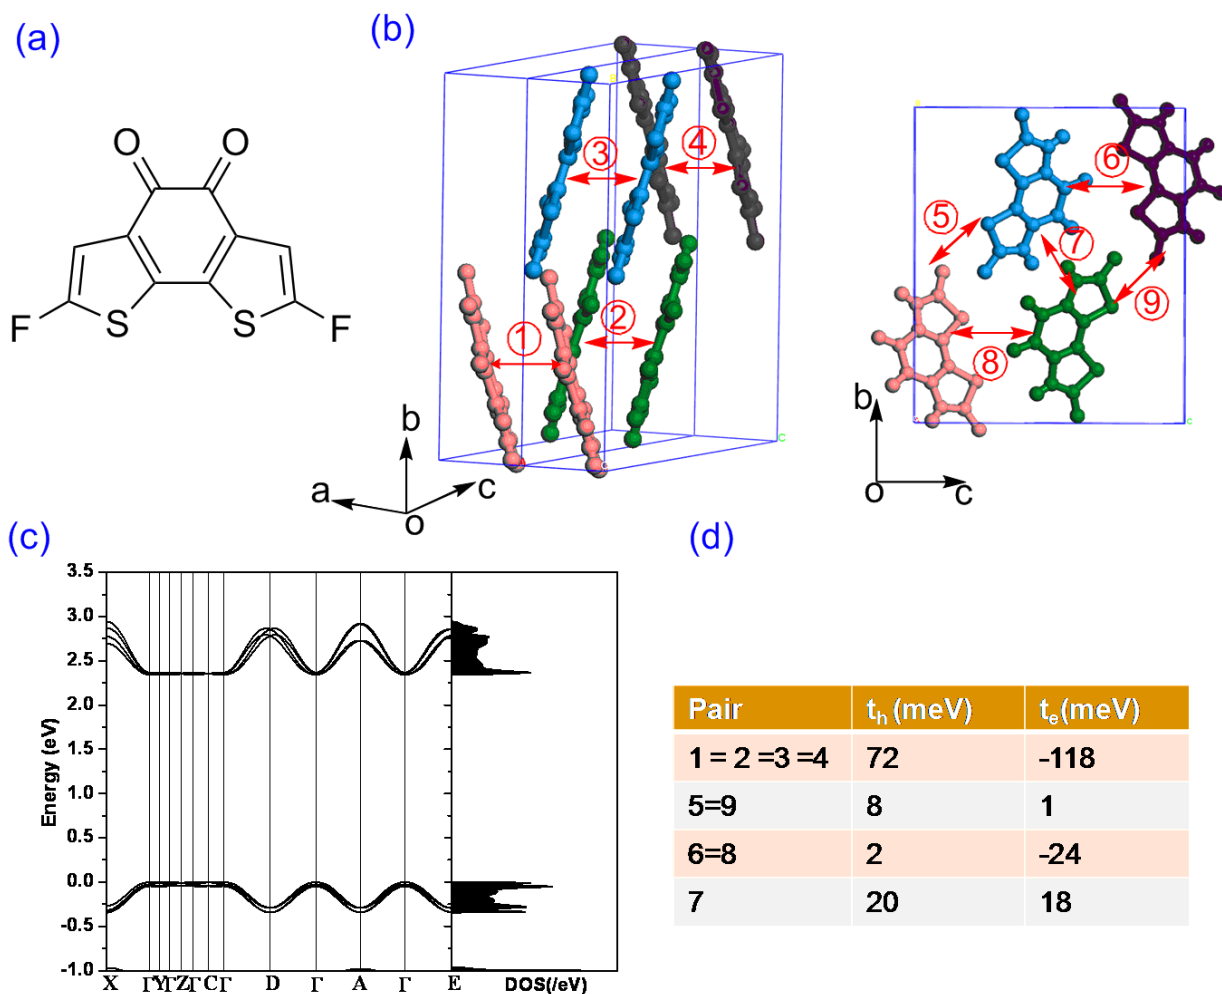 (a)
O O
F S S F
(b)
① ② ③ ④
a b c o
⑤ ⑥ ⑦ ⑧ ⑨
b o c
(c)
3.5
3.0
2.5
2.0
1.5
1.0
0.5
0.0
-0.5
-1.0
Energy (eV)
X Γ Y Γ Z Γ C Γ D Γ A Γ E DOS(/eV)
(d)
Pair t_h (meV) t_e(meV)
1 = 2 =3 =4 72 -118
5=9 8 1
6=8 2 -24
7 20 18